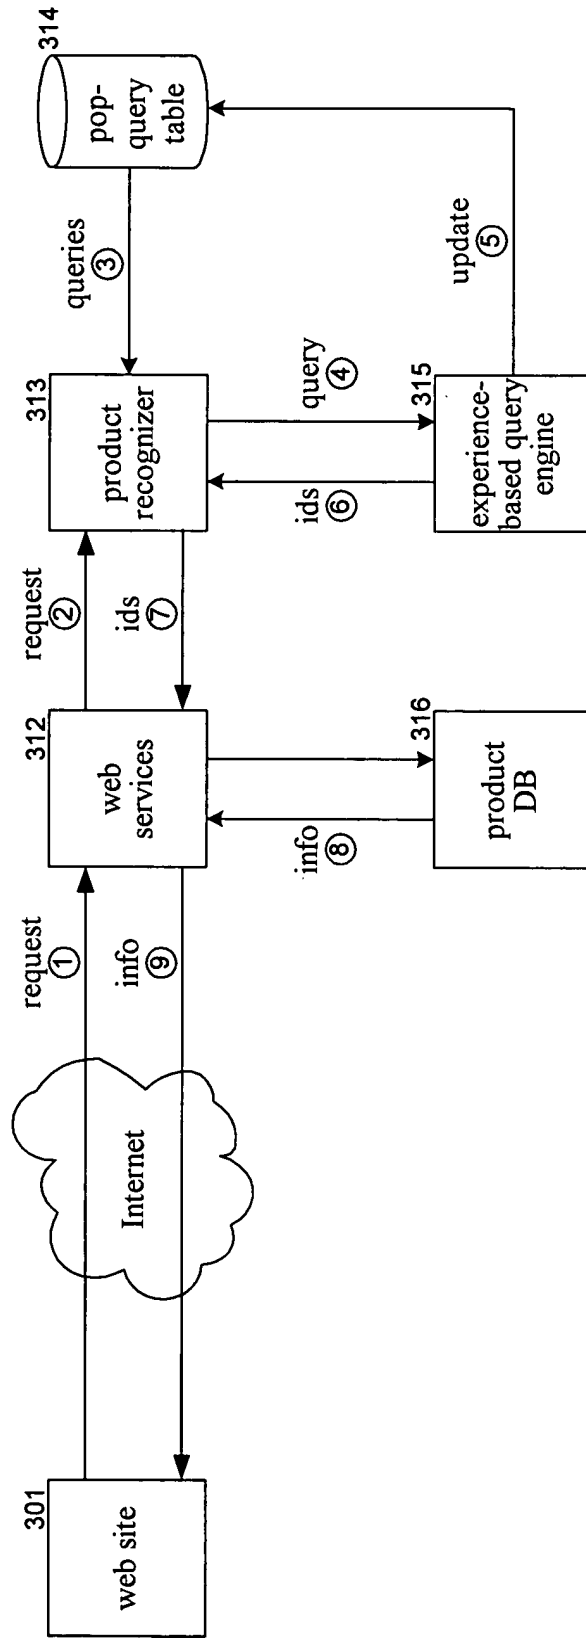 301
web site
Internet
request
1
info
9
312
web
services
request
2
ids
7
313
product
recognizer
queries
3
314
pop-
query
table
info
8
316
product
DB
ids
6
query
4
315
experience-
based query
engine
update
5